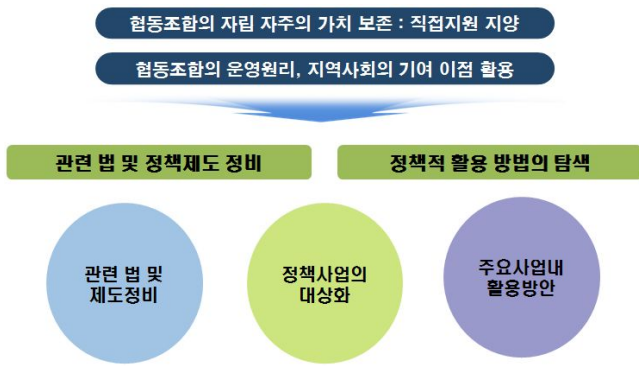 협동조합의 자립 자주의 가치 보존 : 직접지원 지양
협동조합의 운영원리, 지역사회의 기여 이점 활용
관련 법 및 정책제도 정비
정책적 활용 방법의 탐색
관련 법 및
제도정비
정책사업의
대상화
주요사업내
활용방안